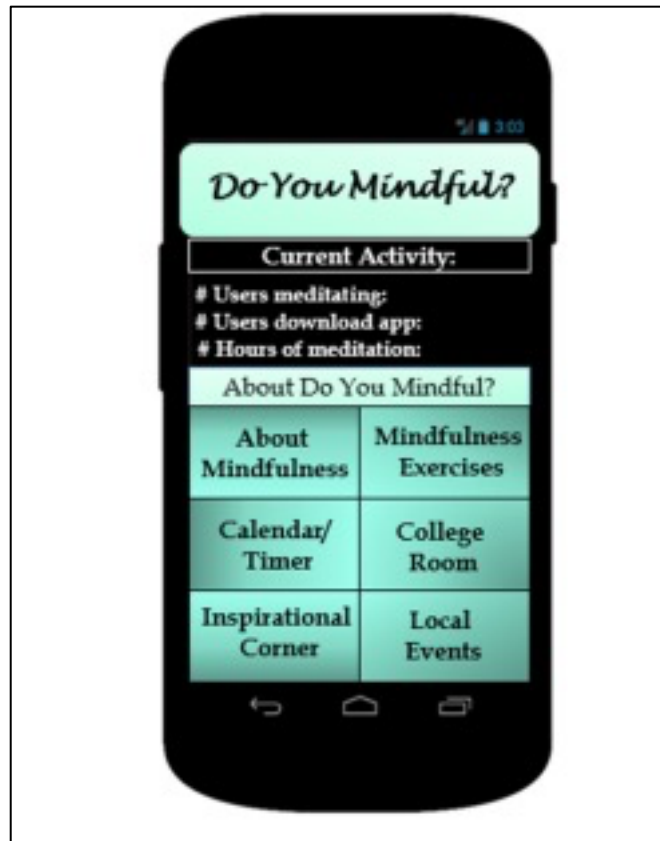 3:03
Do You Mindful?
Current Activity:
# Users meditating:
# Users download app:
# Hours of meditation:
About Do You Mindful?
About
Mindfulness
Mindfulness
Exercises
Calendar/
Timer
College
Room
Inspirational
Corner
Local
Events